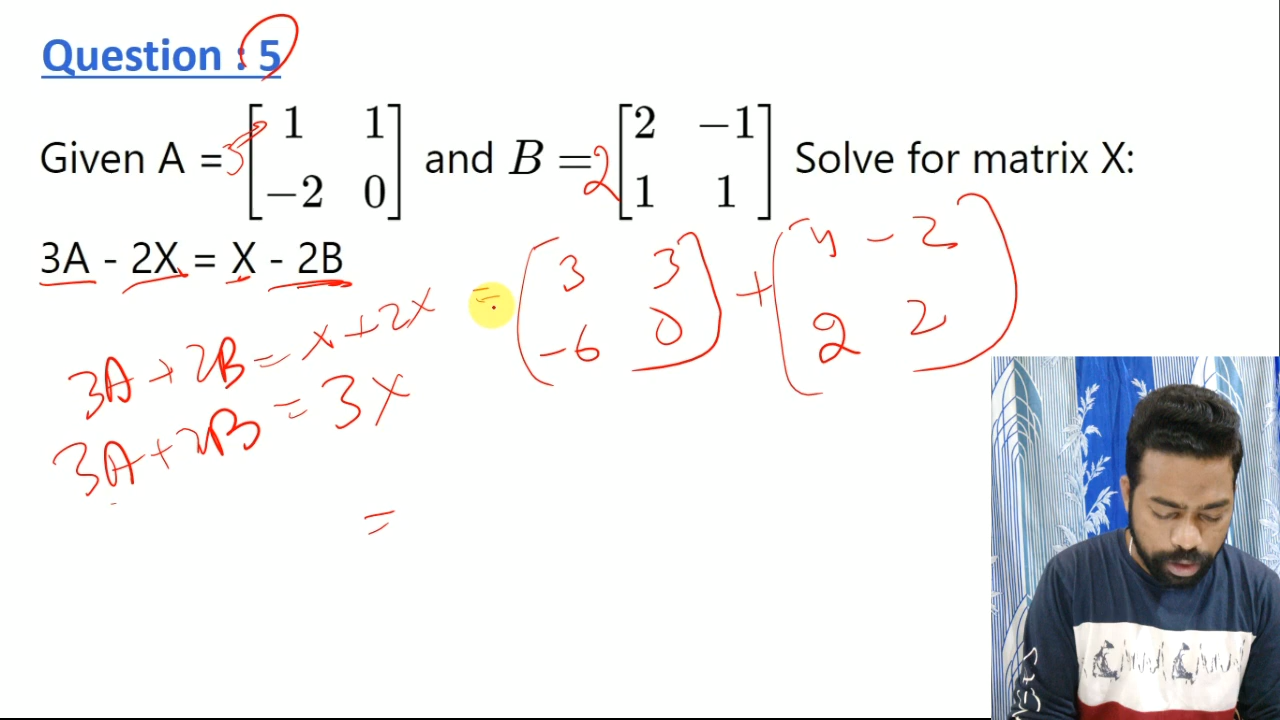 Question : 5
Given A = 3 [1 1 −2 0] and B = 2 [2 −1 1 1] Solve for matrix X:
3A - 2X = X - 2B
3A + 2B = X + 2X = [3 3 −6 0] + [4 −2 2 2]
3A + 2B = 3X
=